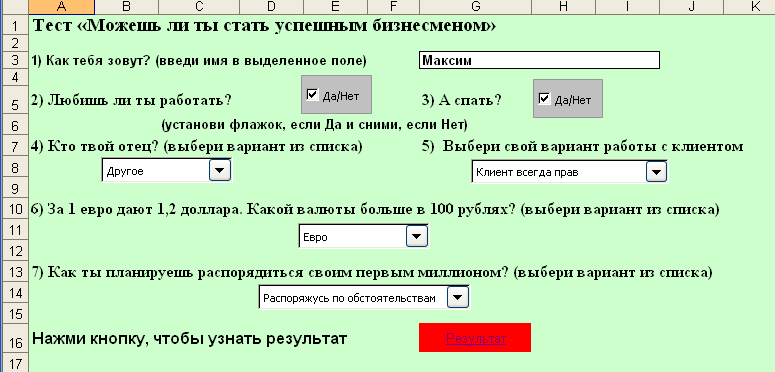 A B C D E F G H I J K
1 Тест «Можешь ли ты стать успешным бизнесменом»
2
3 1) Как тебя зовут? (введи имя в выделенное поле) Максим
4
5 2) Любишь ли ты работать? Да/Нет 3) А спать? Да/Нет
6 (установи флажок, если Да и сними, если Нет)
7 4) Кто твой отец? (выбери вариант из списка) 5) Выбери свой вариант работы с клиентом
8 Другое Клиент всегда прав
9
10 6) За 1 евро дают 1,2 доллара. Какой валюты больше в 100 рублях? (выбери вариант из списка)
11 Евро
12
13 7) Как ты планируешь распорядиться своим первым миллионом? (выбери вариант из списка)
14 Распоряжусь по обстоятельствам
15
16 Нажми кнопку, чтобы узнать результат Результат
17